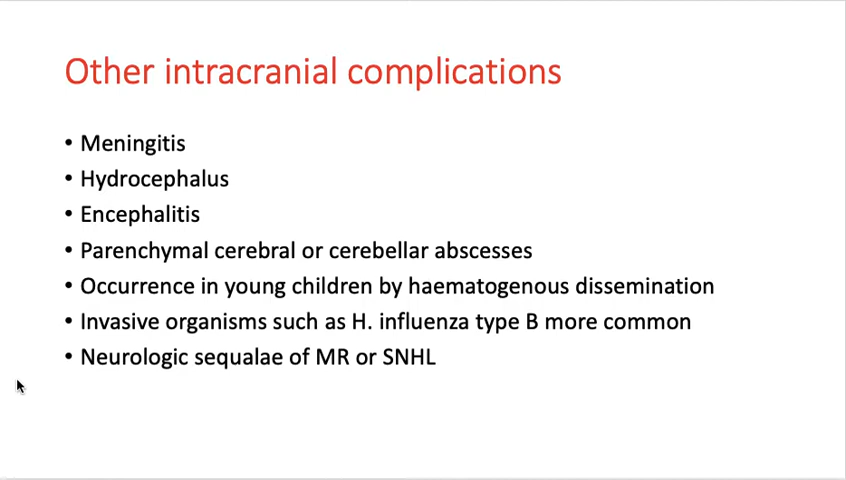 Other intracranial complications
• Meningitis
• Hydrocephalus
• Encephalitis
• Parenchymal cerebral or cerebellar abscesses
• Occurrence in young children by haematogenous dissemination
• Invasive organisms such as H. influenza type B more common
• Neurologic sequalae of MR or SNHL